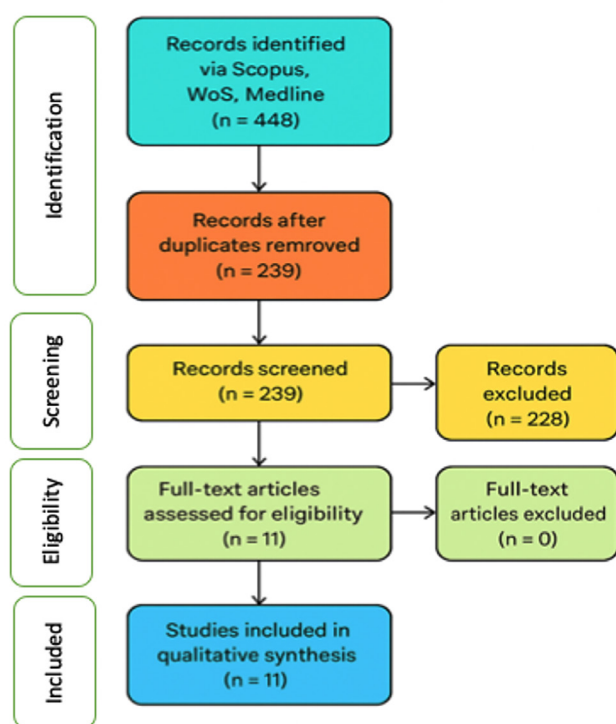 Identification
Records identified
via Scopus,
WoS, Medline
(n = 448)
Records after
duplicates remroved
(n = 239)
Screening
Records screened
(n = 239)
Records
excluded
(n = 228)
Eligibility
Full-text articles
assessed for eligibility
(n = 11)
Full-text
articles excluded
(n = 0)
Included
Studies included in
qualitative synthesis
(n = 11)